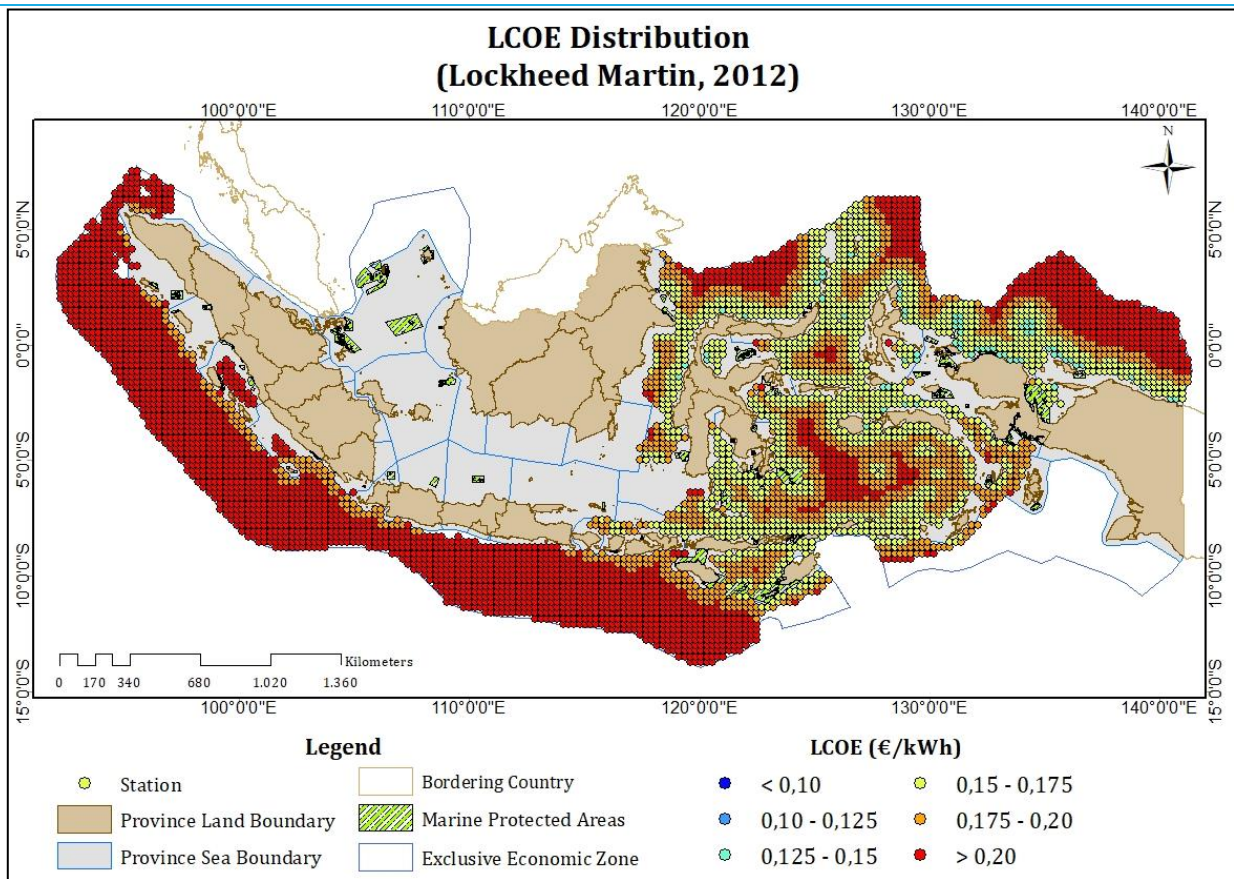 LCOE Distribution
(Lockheed Martin, 2012)
100°0'0"E 110°0'0"E 120°0'0"E 130°0'0"E 140°0'0"E
N
5°0'0"N 5°0'0"N
0°0'0" 0°0'0"
5°0'0"S 5°0'0"S
10°0'0"S 10°0'0"S
15°0'0"S 15°0'0"S
Kilometers
0 170 340 680 1.020 1.360
100°0'0"E 110°0'0"E 120°0'0"E 130°0'0"E 140°0'0"E
Legend
Station
Province Land Boundary
Province Sea Boundary
Bordering Country
Marine Protected Areas
Exclusive Economic Zone
LCOE (€/kWh)
< 0,10
0,10 - 0,125
0,125 - 0,15
0,15 - 0,175
0,175 - 0,20
> 0,20